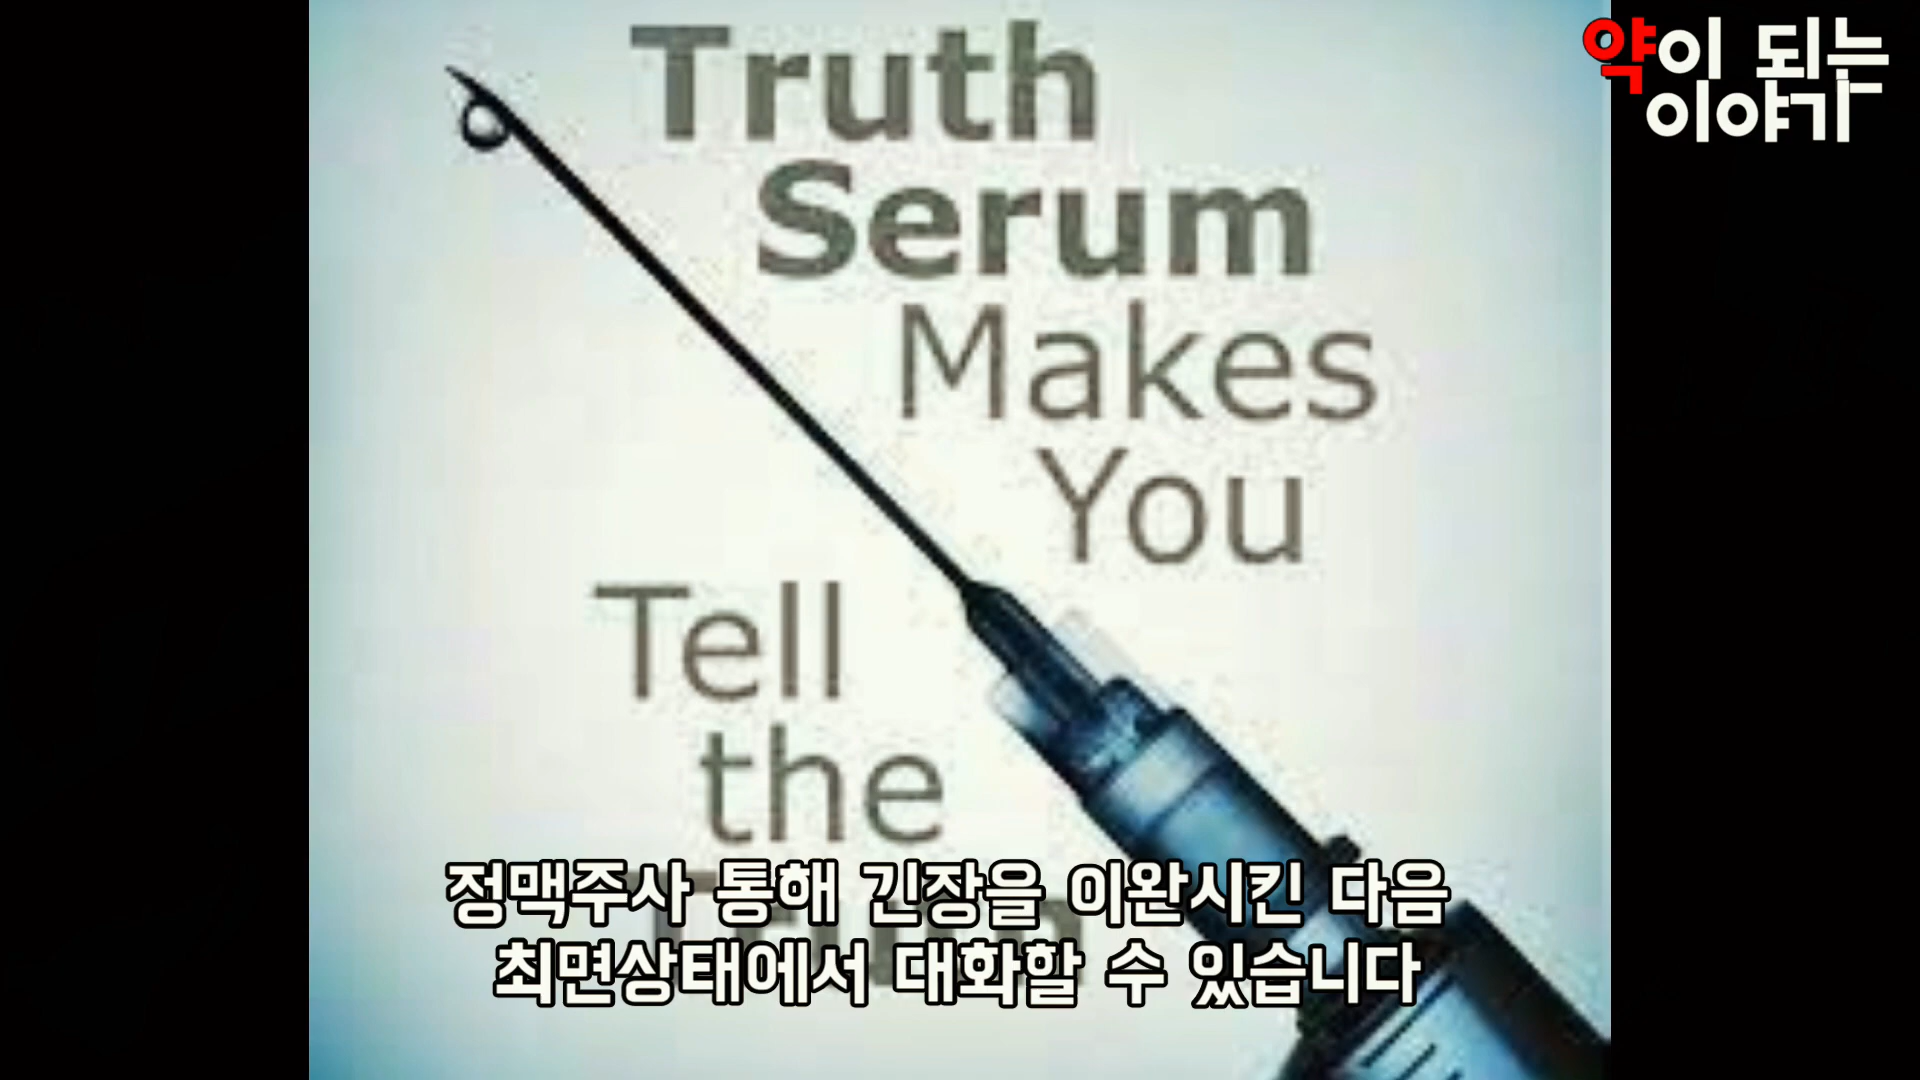 약이 되는
이야기
Truth
Serum
Makes
You
Tell
the
정맥주사 통해 긴장을 이완시킨 다음
최면상태에서 대화할 수 있습니다